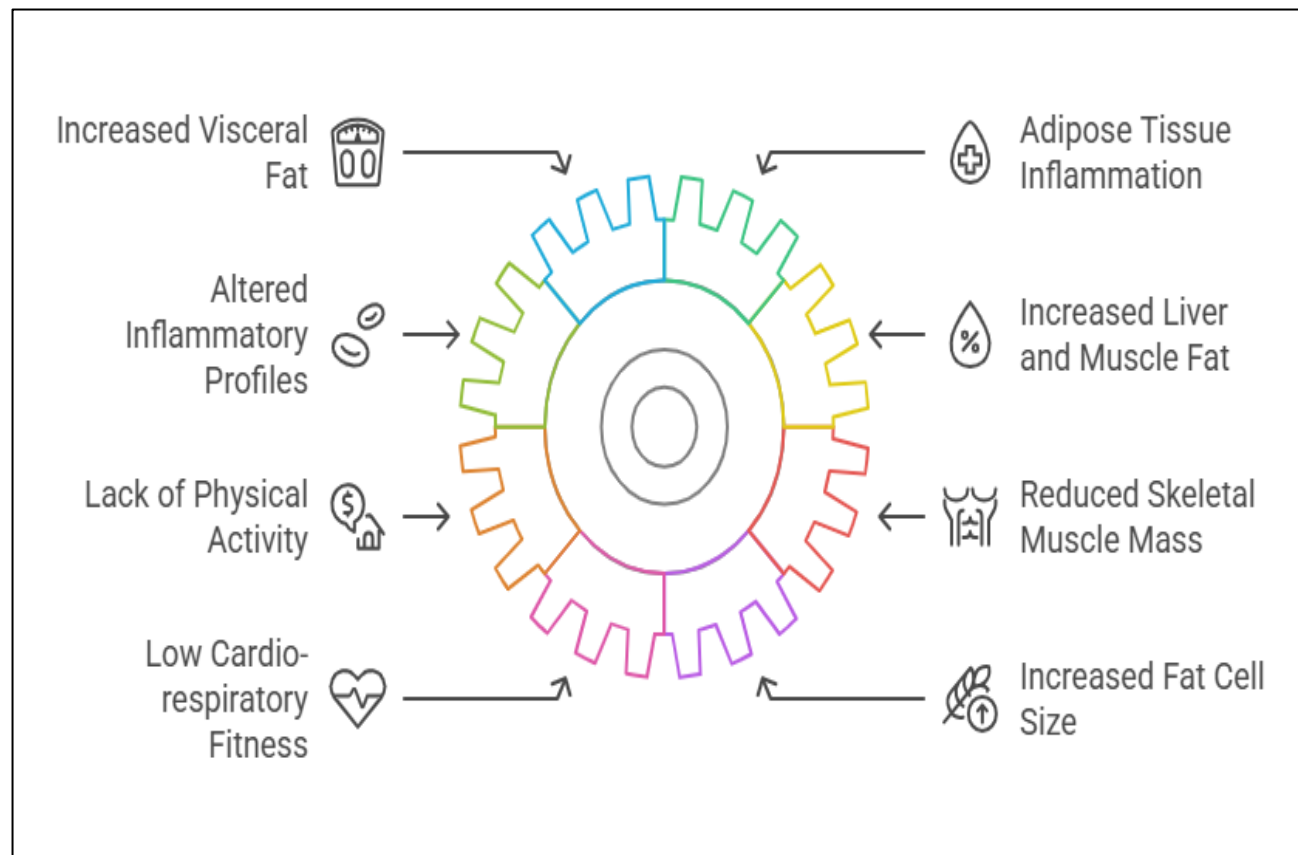 Increased Visceral
Fat
Altered
Inflammatory
Profiles
Lack of Physical
Activity
Low Cardio-
respiratory
Fitness
Adipose Tissue
Inflammation
Increased Liver
and Muscle Fat
Reduced Skeletal
Muscle Mass
Increased Fat Cell
Size
$
%